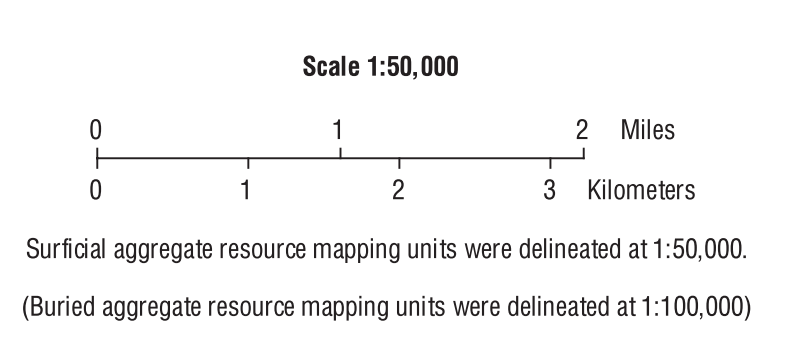 Scale 1:50,000
0 1 2 Miles
0 1 2 3 Kilometers
Surficial aggregate resource mapping units were delineated at 1:50,000.
(Buried aggregate resource mapping units were delineated at 1:100,000)